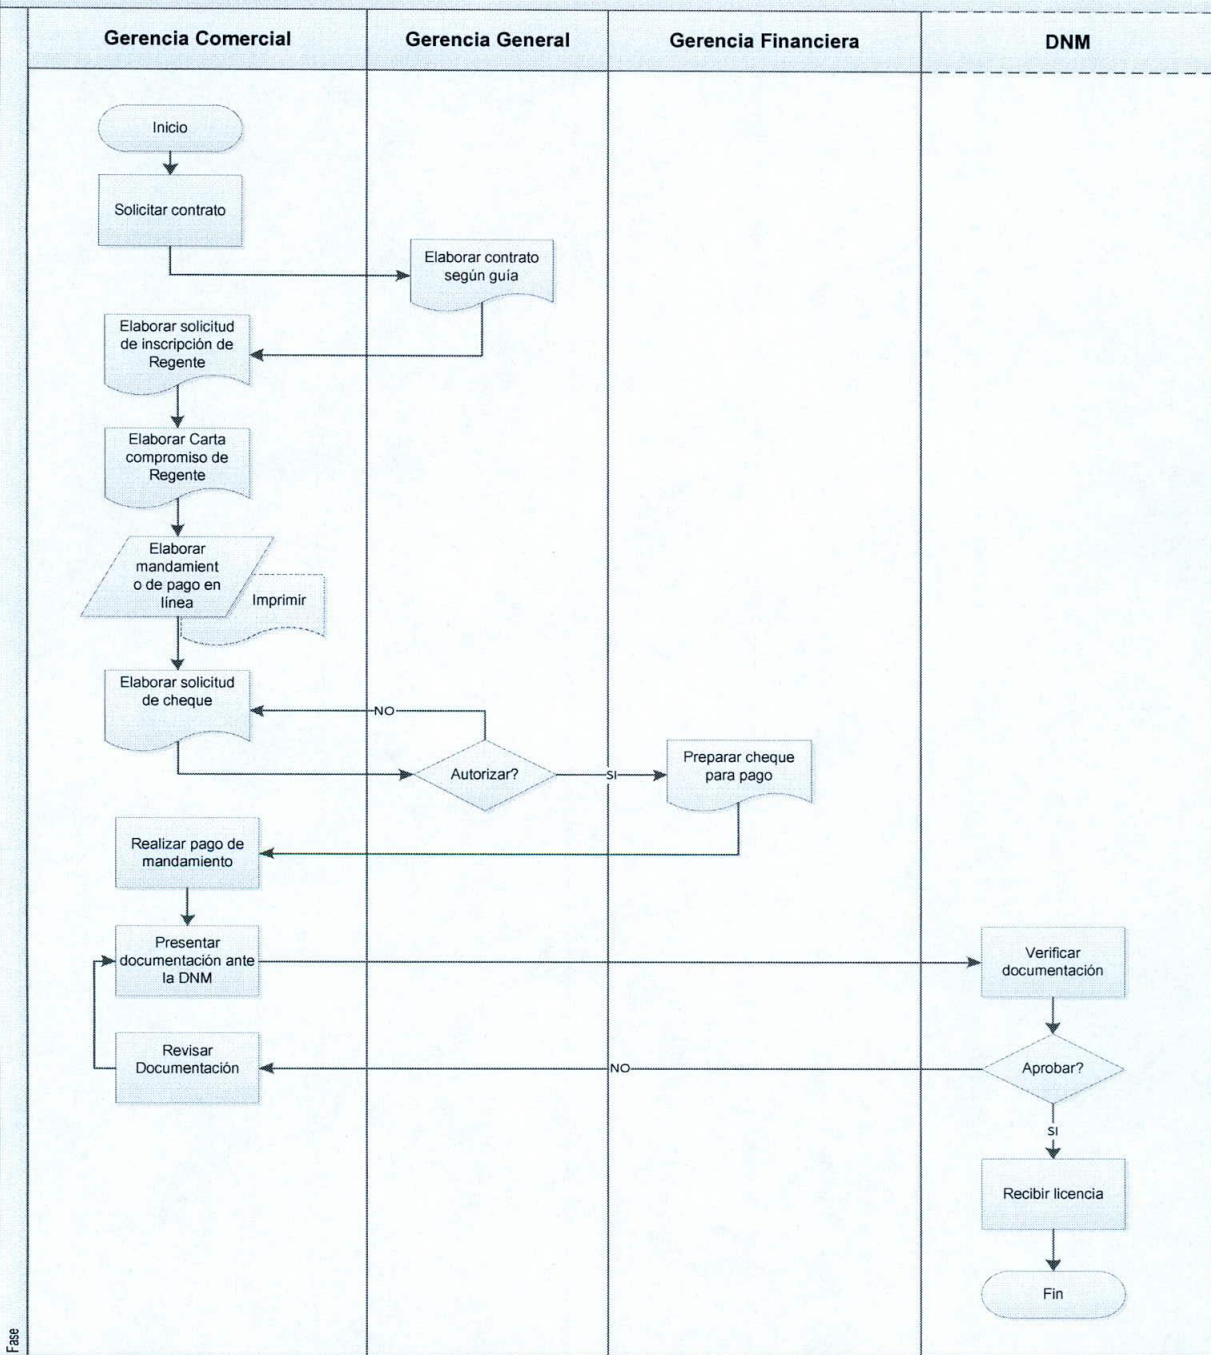 Gerencia Comercial
Gerencia General
Gerencia Financiera
DNM
Inicio
Solicitar contrato
Elaborar contrato
según guía
Elaborar solicitud
de inscripción de
Regente
Elaborar Carta
compromiso de
Regente
Elaborar
mandamient
o de pago en
línea
Imprimir
Elaborar solicitud
de cheque
NO
Autorizar?
SI
Preparar cheque
para pago
Realizar pago de
mandamiento
Presentar
documentación ante
la DNM
Verificar
documentación
Revisar
Documentación
NO
Aprobar?
SI
Recibir licencia
Fin
Fase